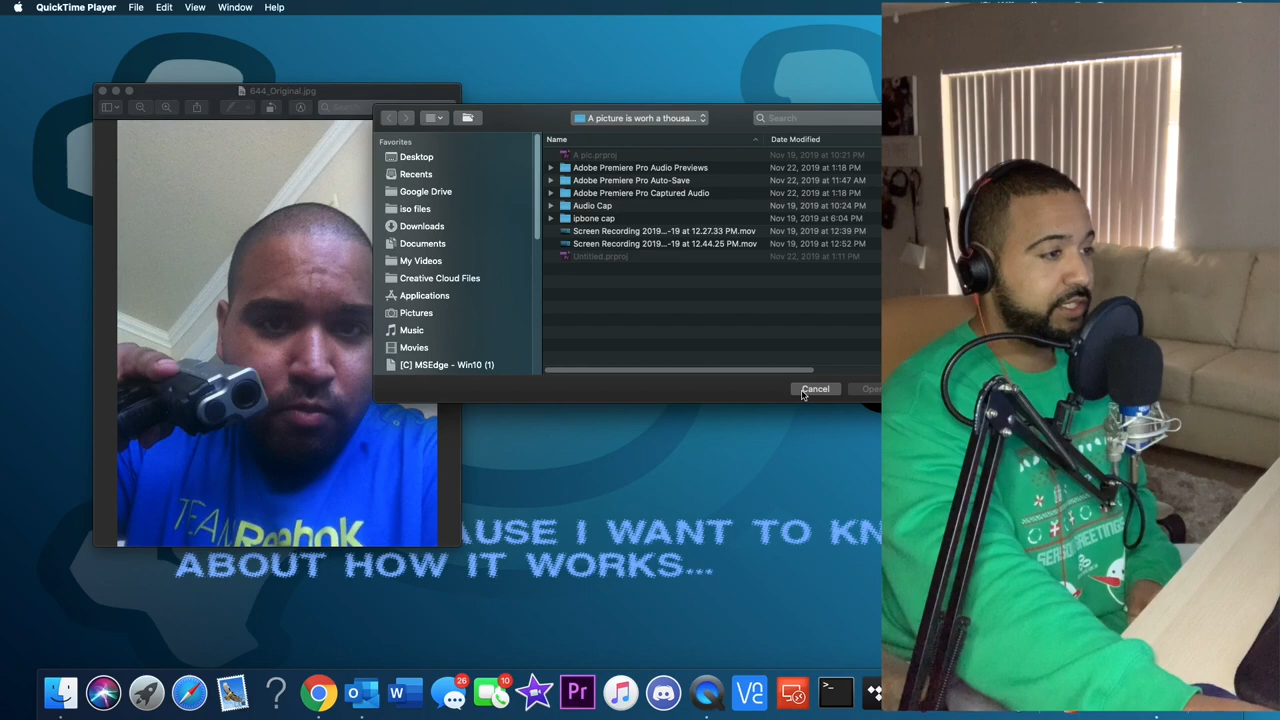 QuickTime Player File Edit View Window Help
644_Original.jpg
Search
A picture is worh a thousa...
Search
Favorites
Desktop
Recents
Google Drive
iso files
Downloads
Documents
My Videos
Creative Cloud Files
Applications
Pictures
Music
Movies
[C] MSEdge - Win10 (1)
Name Date Modified
A pic.prproj Nov 19, 2019 at 10:21 PM
Adobe Premiere Pro Audio Previews Nov 22, 2019 at 1:18 PM
Adobe Premiere Pro Auto-Save Nov 22, 2019 at 11:47 AM
Adobe Premiere Pro Captured Audio Nov 22, 2019 at 1:18 PM
Audio Cap Nov 19, 2019 at 10:24 PM
ipbone cap Nov 19, 2019 at 6:04 PM
Screen Recording 2019...-19 at 12.27.33 PM.mov Nov 19, 2019 at 12:39 PM
Screen Recording 2019...-19 at 12.44.25 PM.mov Nov 19, 2019 at 12:52 PM
Untitled.prproj Nov 22, 2019 at 1:11 PM
Cancel Open
TEAM Reebok
AUSE I WANT TO KN
ABOUT HOW IT WORKS...
SEASON GREETINGS
26
10
Pr
W